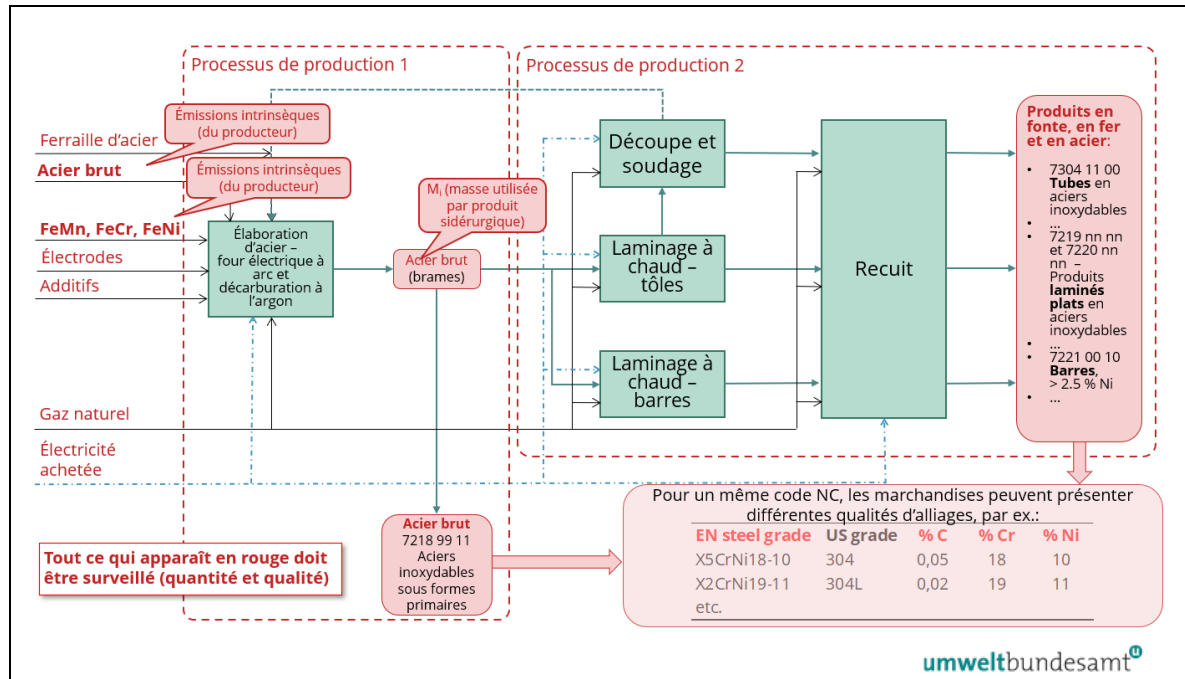 Processus de production 1
Processus de production 2
Émissions intrinsèques
(du producteur)
Ferraille d’acier
Acier brut
Émissions intrinsèques
(du producteur)
FeMn, FeCr, FeNi
Électrodes
Additifs
Élaboration
d’acier –
four électrique à
arc et
décarburation à
l’argon
Mᵢ (masse utilisée
par produit
sidérurgique)
Acier brut
(brames)
Découpe et
soudage
Laminage à
chaud –
tôles
Laminage à
chaud –
barres
Recuit
Produits en
fonte, en fer
et en acier:
• 7304 11 00
Tubes en
aciers
inoxydables
• ...
• 7219 nn nn
et 7220 nn
nn –
Produits
laminés
plats en
aciers
inoxydables
• ...
• 7221 00 10
Barres,
> 2.5 % Ni
• ...
Gaz naturel
Électricité
achetée
Tout ce qui apparaît en rouge doit
être surveillé (quantité et qualité)
Acier brut
7218 99 11
Aciers
inoxydables
sous formes
primaires
Pour un même code NC, les marchandises peuvent présenter
différentes qualités d’alliages, par ex.:
EN steel grade US grade % C % Cr % Ni
X5CrNi18-10 304 0,05 18 10
X2CrNi19-11 304L 0,02 19 11
etc.
umweltbundesamt u